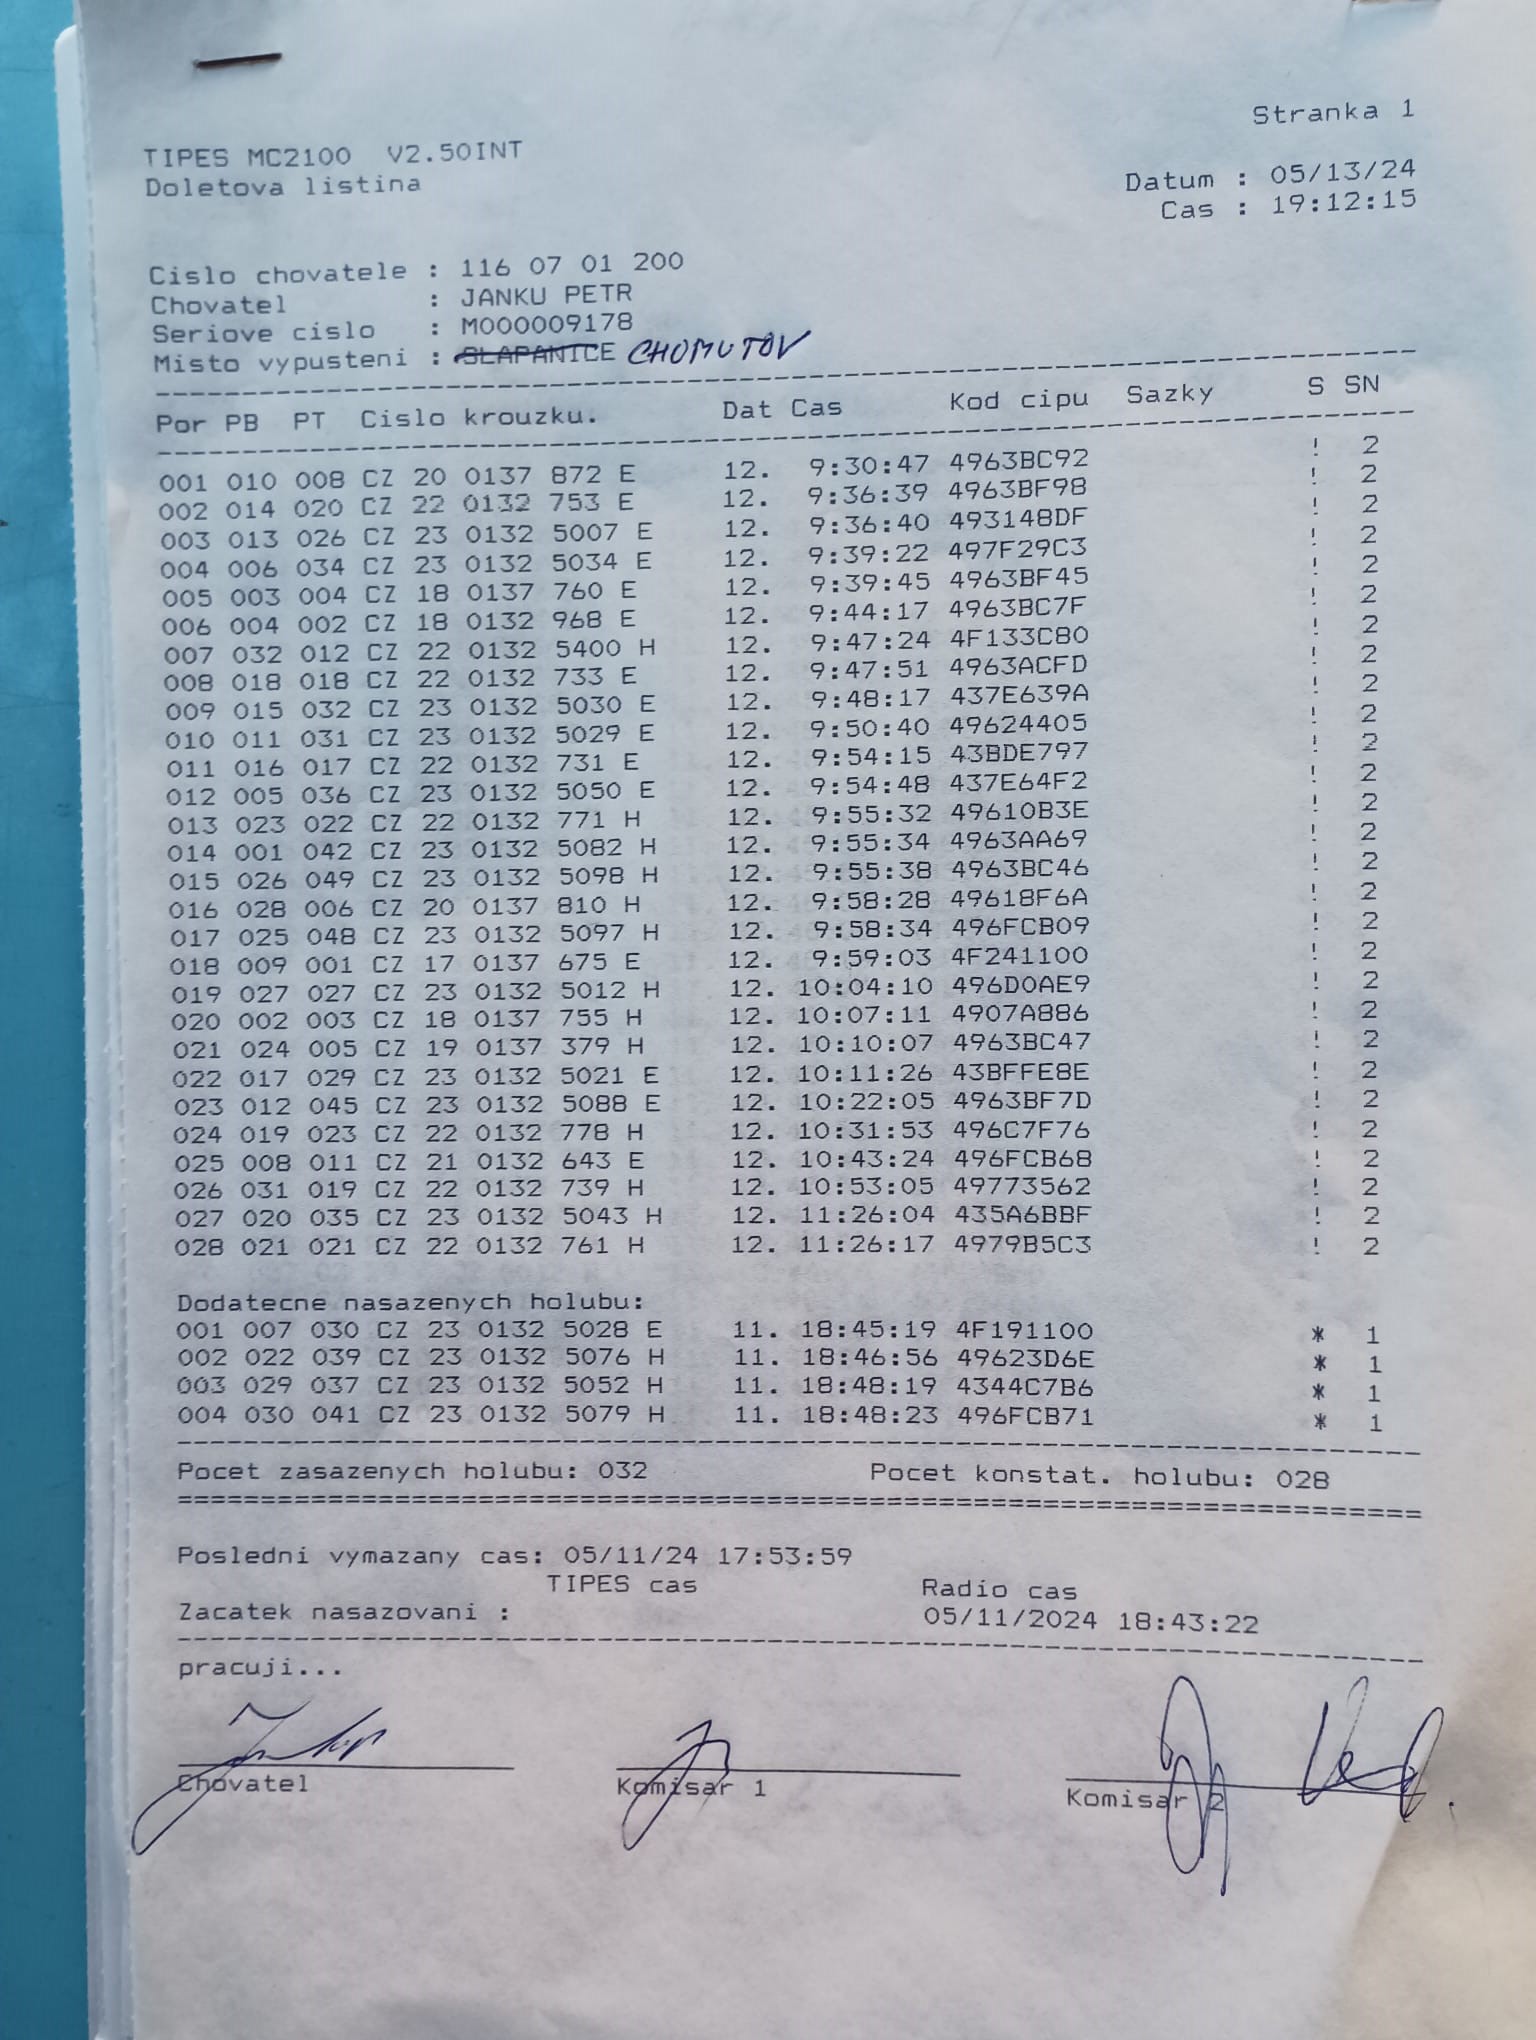 Stranka 1
TIPES MC2100 V2.50INT
Doletova listina
Datum : 05/13/24
Cas : 19:12:15
Cislo chovatele : 116 07 01 200
Chovatel : JANKU PETR
Seriove cislo : M000009178
Misto vypusteni : SLAPANICE CHOMUTOV
Por PB PT Cislo krouzku. Dat Cas Kod cipu Sazky S SN
001 010 008 CZ 20 0137 872 E 12. 9:30:47 4963BC92 ! 2
002 014 020 CZ 22 0132 753 E 12. 9:36:39 4963BF98 ! 2
003 013 026 CZ 23 0132 5007 E 12. 9:36:40 493148DF ! 2
004 006 034 CZ 23 0132 5034 E 12. 9:39:22 497F29C3 ! 2
005 003 004 CZ 18 0137 760 E 12. 9:39:45 4963BF45 ! 2
006 004 002 CZ 18 0132 968 E 12. 9:44:17 4963BC7F ! 2
007 032 012 CZ 22 0132 5400 H 12. 9:47:24 4F133C80 ! 2
008 018 018 CZ 22 0132 733 E 12. 9:47:51 4963ACFD ! 2
009 015 032 CZ 23 0132 5030 E 12. 9:48:17 437E639A ! 2
010 011 031 CZ 23 0132 5029 E 12. 9:50:40 49624405 ! 2
011 016 017 CZ 22 0132 731 E 12. 9:54:15 43BDE797 ! 2
012 005 036 CZ 23 0132 5050 E 12. 9:54:48 437E64F2 ! 2
013 023 022 CZ 22 0132 771 H 12. 9:55:32 49610B3E ! 2
014 001 042 CZ 23 0132 5082 H 12. 9:55:34 4963AA69 ! 2
015 026 049 CZ 23 0132 5098 H 12. 9:55:38 4963BC46 ! 2
016 028 006 CZ 20 0137 810 H 12. 9:58:28 49618F6A ! 2
017 025 048 CZ 23 0132 5097 H 12. 9:58:34 496FCB09 ! 2
018 009 001 CZ 17 0137 675 E 12. 9:59:03 4F241100 ! 2
019 027 027 CZ 23 0132 5012 H 12. 10:04:10 496D0AE9 ! 2
020 002 003 CZ 18 0137 755 H 12. 10:07:11 4907A886 ! 2
021 024 005 CZ 19 0137 379 H 12. 10:10:07 4963BC47 ! 2
022 017 029 CZ 23 0132 5021 E 12. 10:11:26 43BFFE8E ! 2
023 012 045 CZ 23 0132 5088 E 12. 10:22:05 4963BF7D ! 2
024 019 023 CZ 22 0132 778 H 12. 10:31:53 496C7F76 ! 2
025 008 011 CZ 21 0132 643 E 12. 10:43:24 496FCB68 ! 2
026 031 019 CZ 22 0132 739 H 12. 10:53:05 49773562 ! 2
027 020 035 CZ 23 0132 5043 H 12. 11:26:04 435A6BBF ! 2
028 021 021 CZ 22 0132 761 H 12. 11:26:17 4979B5C3 ! 2
Dodatecne nasazenych holubu:
001 007 030 CZ 23 0132 5028 E 11. 18:45:19 4F191100 * 1
002 022 039 CZ 23 0132 5076 H 11. 18:46:56 49623D6E * 1
003 029 037 CZ 23 0132 5052 H 11. 18:48:19 4344C7B6 * 1
004 030 041 CZ 23 0132 5079 H 11. 18:48:23 496FCB71 * 1
Pocet zasazenych holubu: 032 Pocet konstat. holubu: 028
Posledni vymazany cas: 05/11/24 17:53:59
TIPES cas Radio cas
Zacatek nasazovani : 05/11/2024 18:43:22
pracuji...
Chovatel Komisar 1 Komisar 2